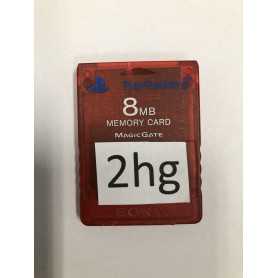 PlayStation 2
8MB
MEMORY CARD
MAGICGATE
2hg
SONY